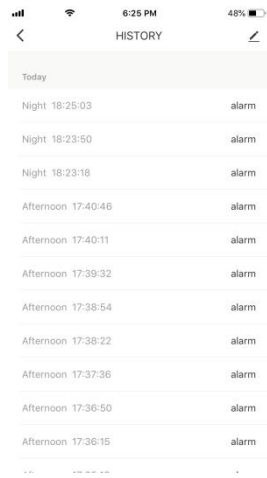 6:25 PM 48%
HISTORY
Today
Night 18:25:03 alarm
Night 18:23:50 alarm
Night 18:23:18 alarm
Afternoon 17:40:46 alarm
Afternoon 17:40:11 alarm
Afternoon 17:39:32 alarm
Afternoon 17:38:54 alarm
Afternoon 17:38:22 alarm
Afternoon 17:37:36 alarm
Afternoon 17:36:50 alarm
Afternoon 17:36:15 alarm